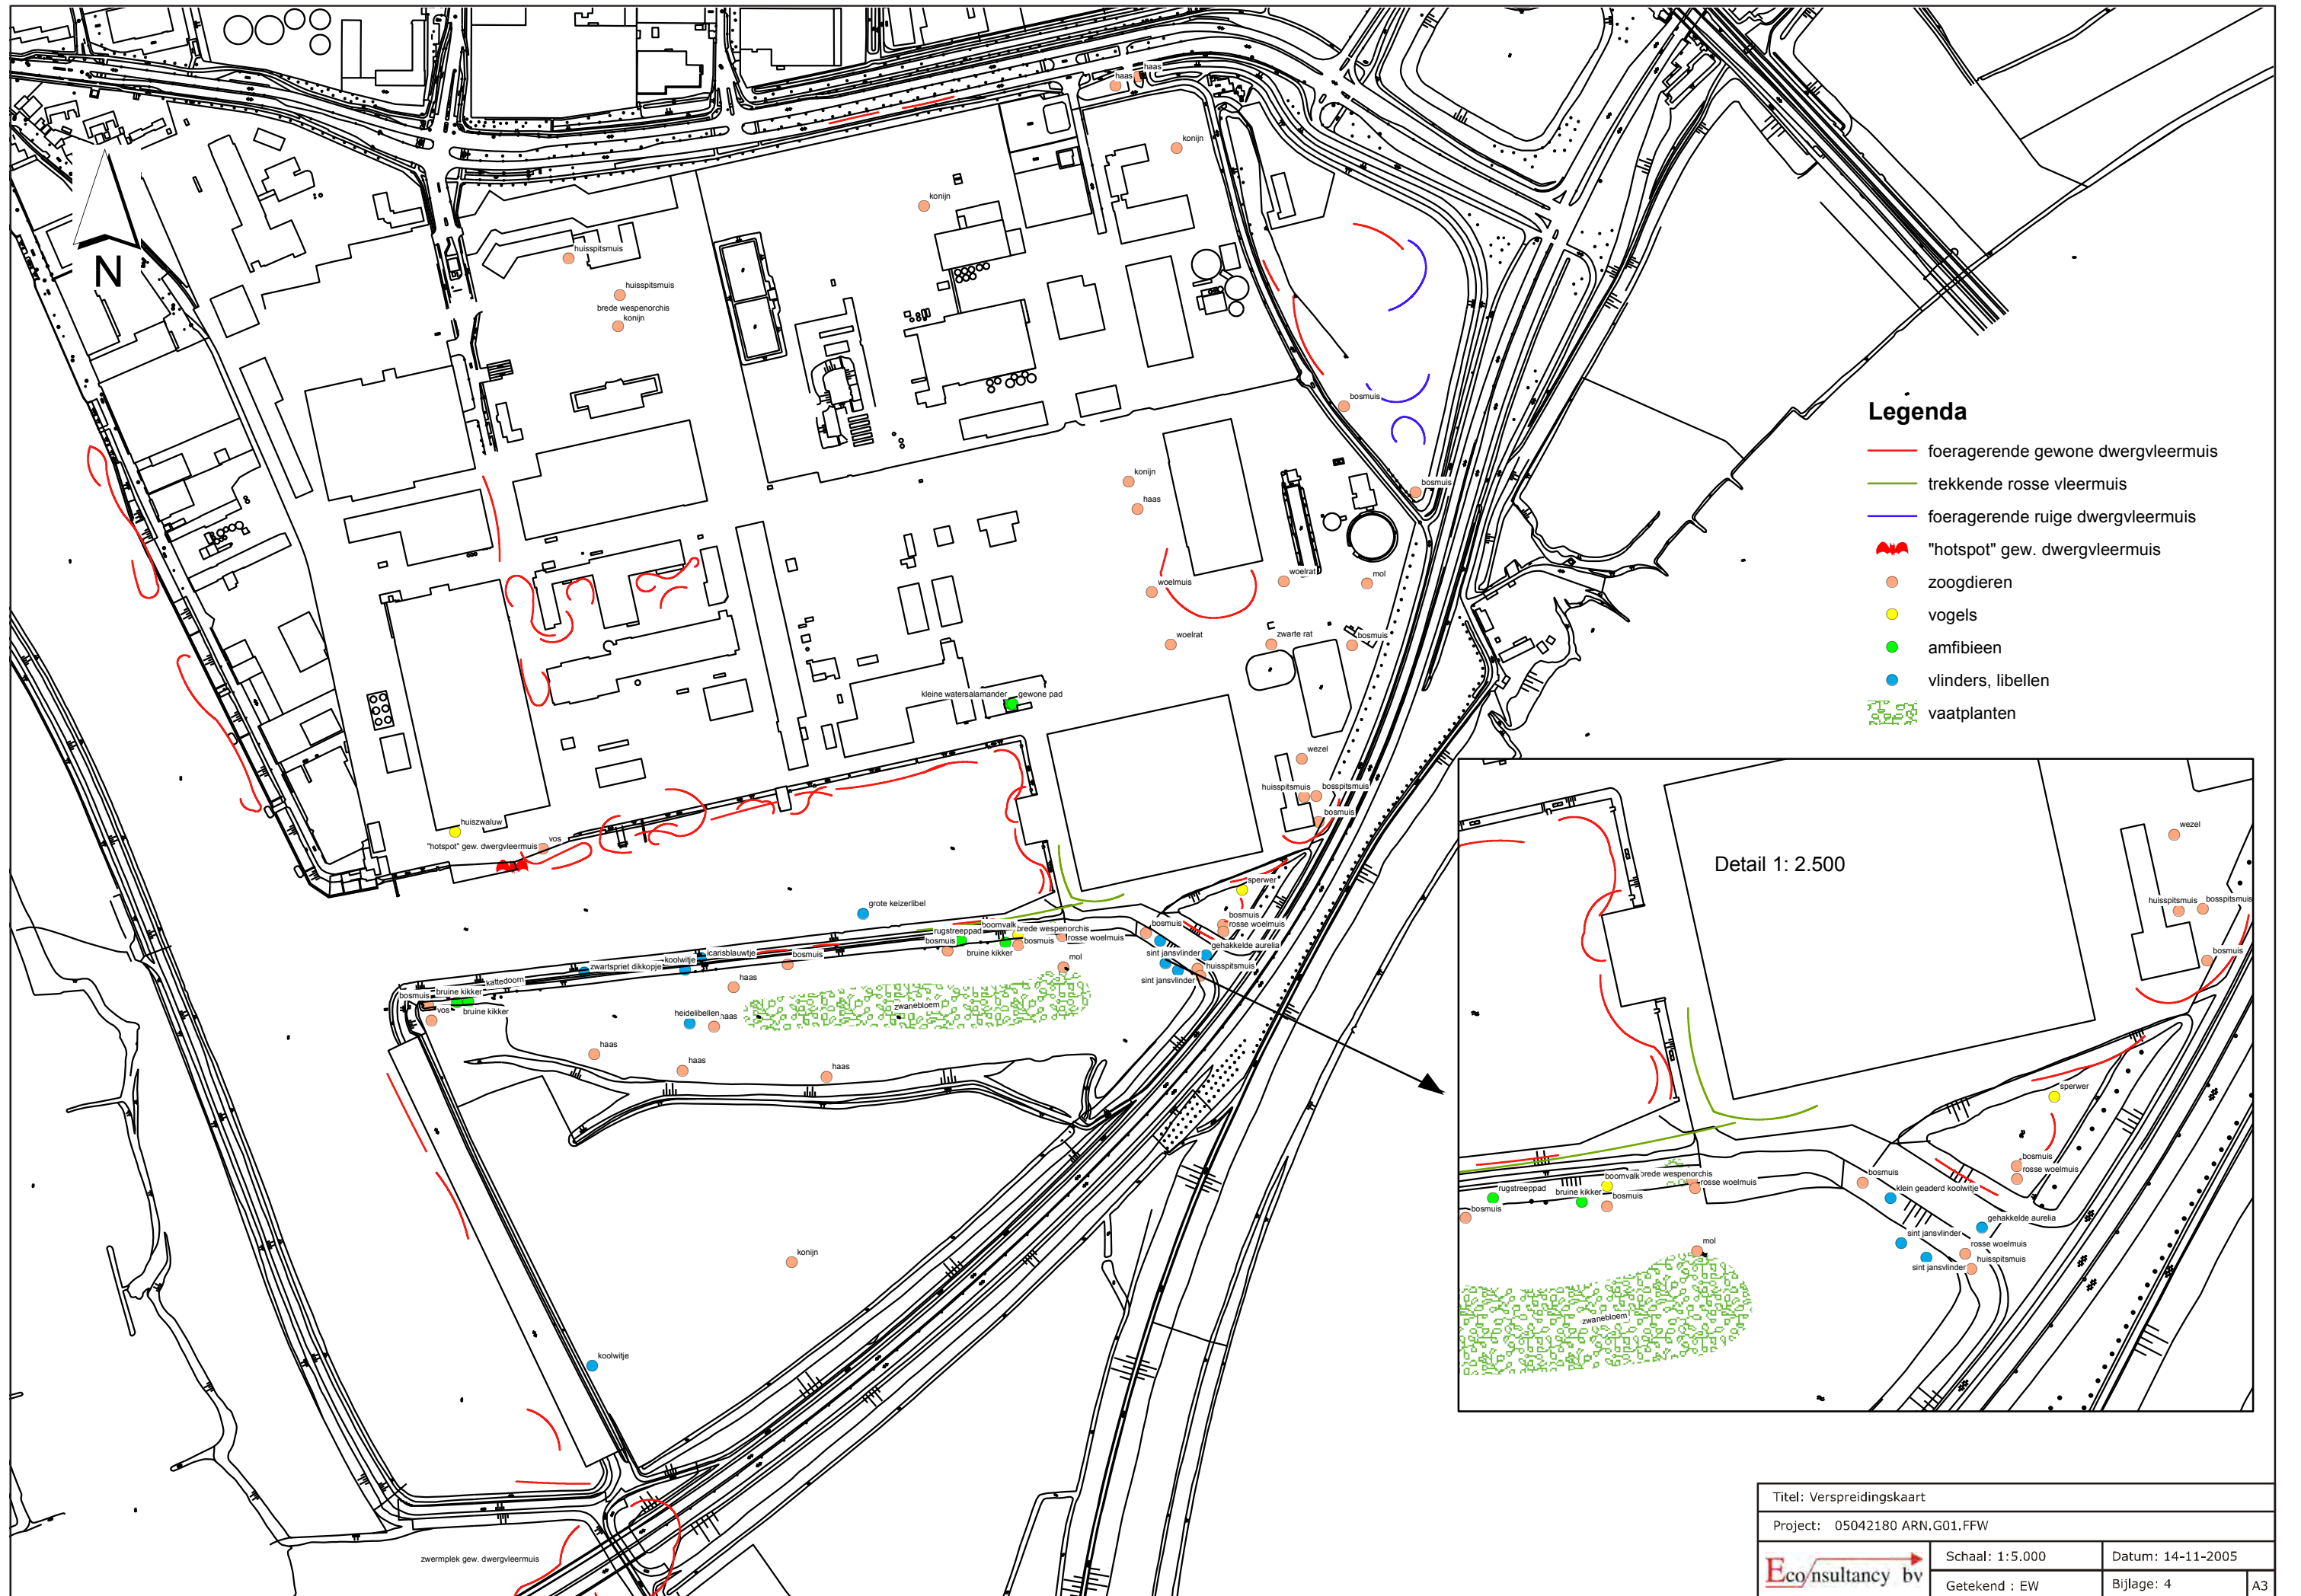 haas
haas
konijn
konijn
huisspitsmuis
huisspitsmuis
brede wespenorchis
konijn
N
bosmuis
Legenda
foeragerende gewone dwergvleermuis
trekkende rosse vleermuis
foeragerende ruige dwergvleermuis
"hotspot" gew. dwergvleermuis
zoogdieren
vogels
amfibieen
vlinders, libellen
vaatplanten
konijn
haas
bosmuis
woelmuis
woelrat
mol
woelrat
zwarte rat
bosmuis
kleine watersalamander
gewone pad
wezel
huisspitsmuis
bosspitsmuis
bosmuis
huiszwaluw
vos
"hotspot" gew. dwergvleermuis
sperwer
grote keizerlibel
boomvalk
brede wespenorchis
rugstreeppad
bosmuis
bruine kikker
bosmuis
rosse woelmuis
bosmuis
bosmuis
rosse woelmuis
gehakkelde aurelia
sint jansvlinder
huisspitsmuis
sint jansvlinder
icarisblauwtje
koolwitje
zwartspriet dikkopje
bosmuis
mol
haas
kattedoorn
bosmuis
bruine kikker
vos
bruine kikker
zwanebloem
heidelibellen
haas
haas
haas
haas
konijn
koolwitje
zwermplek gew. dwergvleermuis
Detail 1: 2.500
wezel
huisspitsmuis
bosspitsmuis
bosmuis
sperwer
bosmuis
rosse woelmuis
boomvalk
brede wespenorchis
rosse woelmuis
rugstreeppad
bruine kikker
bosmuis
bosmuis
bosmuis
klein geaderd koolwitje
gehakkelde aurelia
sint jansvlinder
rosse woelmuis
huisspitsmuis
sint jansvlinder
mol
zwanebloem
Titel: Verspreidingskaart
Project: 05042180 ARN.G01.FFW
Econsultancy bv
Schaal: 1:5.000
Datum: 14-11-2005
Getekend : EW
Bijlage: 4
A3